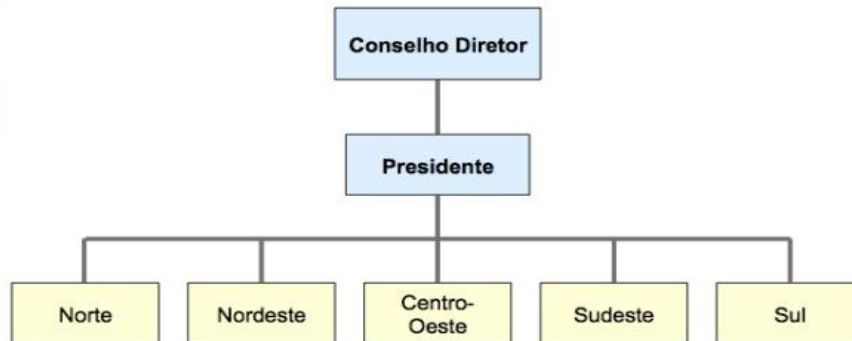 Conselho Diretor
Presidente
Norte
Nordeste
Centro-
Oeste
Sudeste
Sul